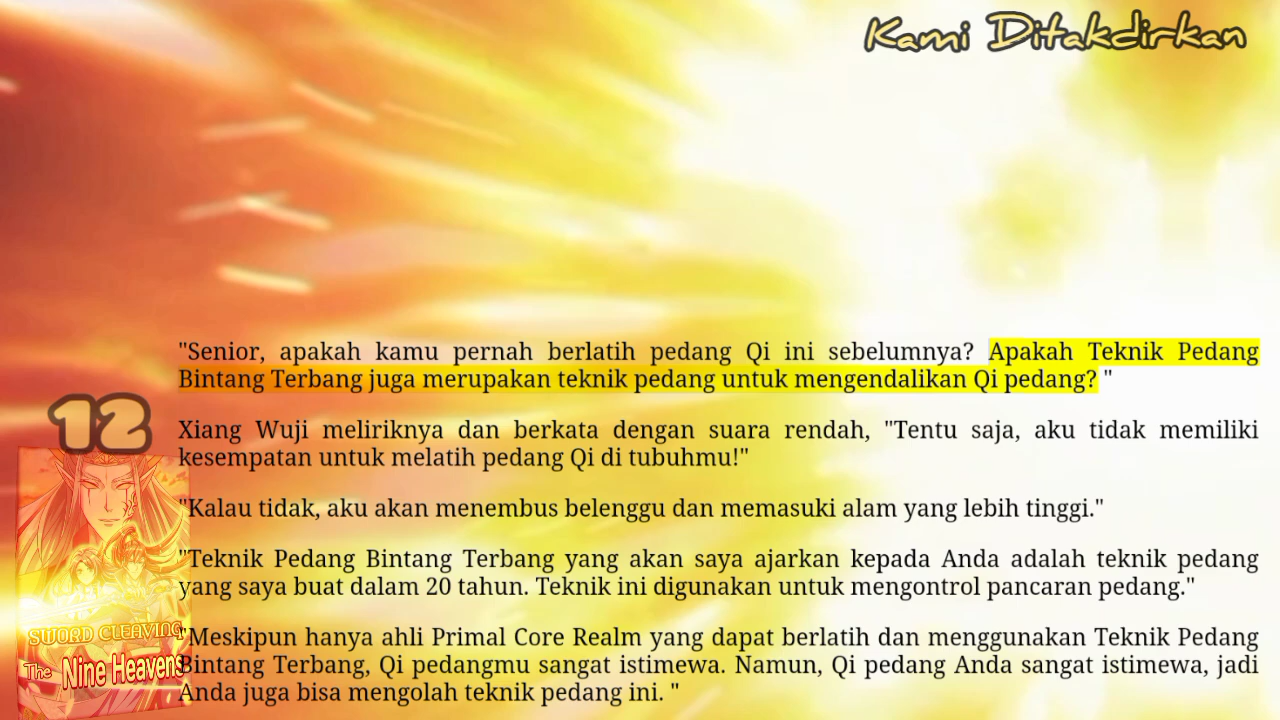 Kami Ditakdirkan
"Senior, apakah kamu pernah berlatih pedang Qi ini sebelumnya? Apakah Teknik Pedang
Bintang Terbang juga merupakan teknik pedang untuk mengendalikan Qi pedang? "
Xiang Wuji meliriknya dan berkata dengan suara rendah, "Tentu saja, aku tidak memiliki
kesempatan untuk melatih pedang Qi di tubuhmu!"
"Kalau tidak, aku akan menembus belenggu dan memasuki alam yang lebih tinggi."
"Teknik Pedang Bintang Terbang yang akan saya ajarkan kepada Anda adalah teknik pedang
yang saya buat dalam 20 tahun. Teknik ini digunakan untuk mengontrol pancaran pedang."
"Meskipun hanya ahli Primal Core Realm yang dapat berlatih dan menggunakan Teknik Pedang
Bintang Terbang, Qi pedangmu sangat istimewa. Namun, Qi pedang Anda sangat istimewa, jadi
Anda juga bisa mengolah teknik pedang ini. "
12
SWORD CLEAVING
The Nine Heavens